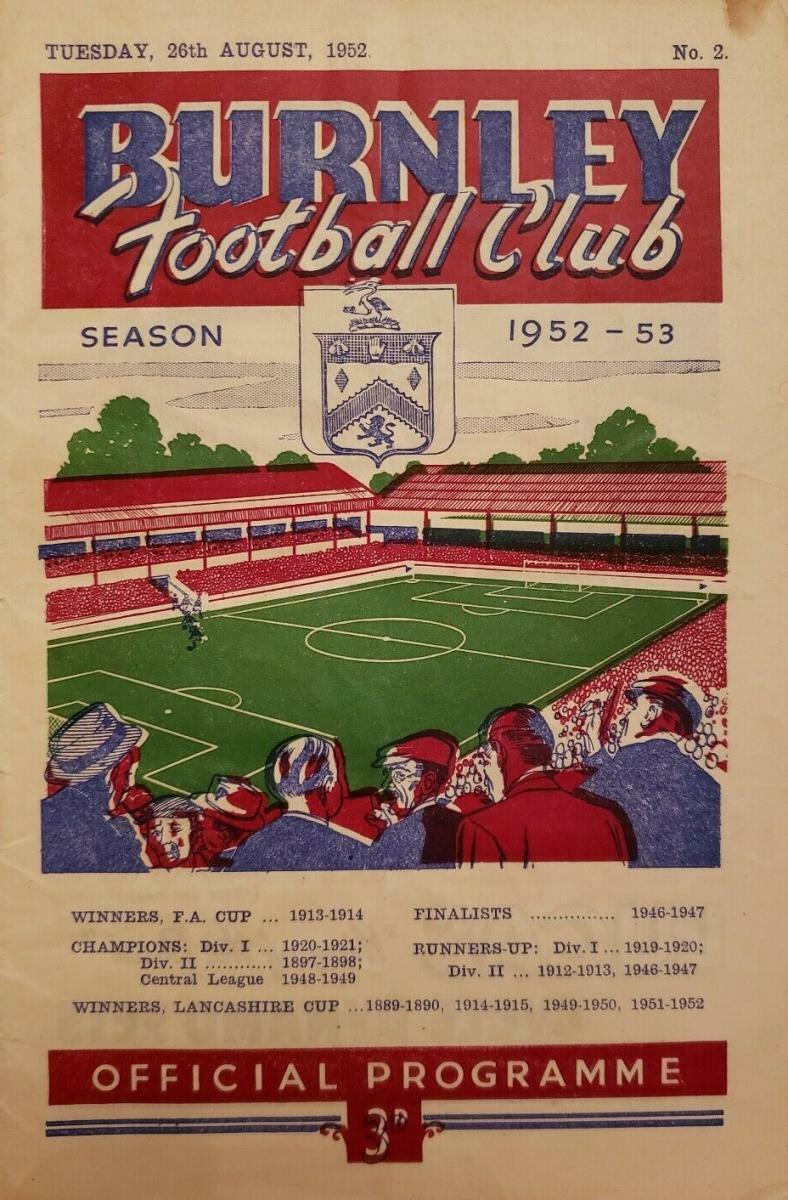 TUESDAY, 26th AUGUST, 1952.
No. 2.
BURNLEY
Football Club
SEASON 1952 - 53
WINNERS, F.A. CUP ... 1913-1914
FINALISTS ............... 1946-1947
CHAMPIONS: Div. I ... 1920-1921;
Div. II ............ 1897-1898;
Central League 1948-1949
RUNNERS-UP: Div. I ... 1919-1920;
Div. II ... 1912-1913, 1946-1947
WINNERS, LANCASHIRE CUP ...1889-1890, 1914-1915, 1949-1950, 1951-1952
OFFICIAL PROGRAMME
3D